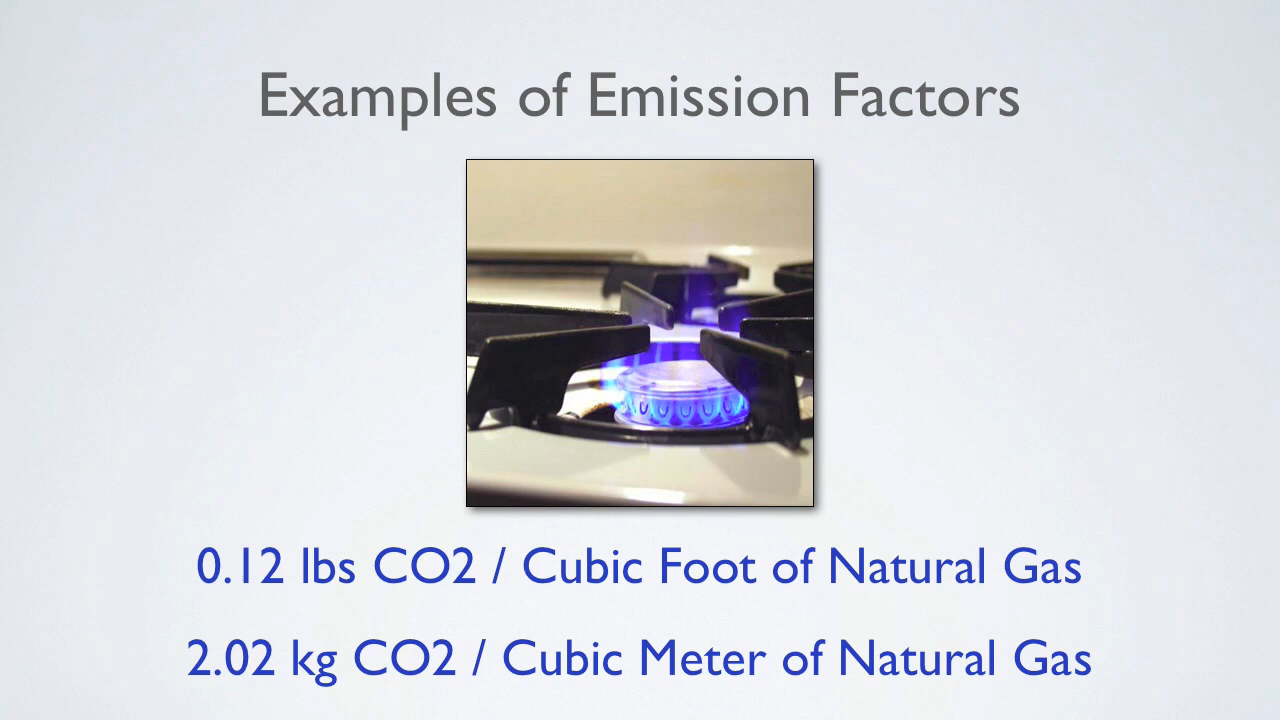 Examples of Emission Factors
0.12 lbs CO2 / Cubic Foot of Natural Gas
2.02 kg CO2 / Cubic Meter of Natural Gas